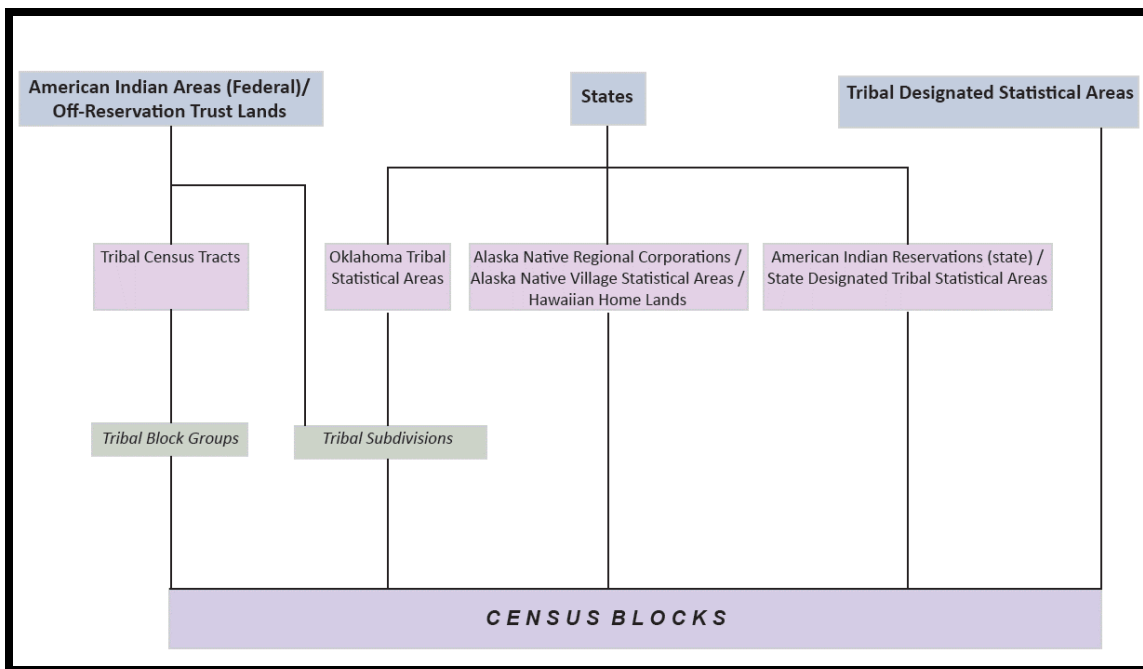 American Indian Areas (Federal)/
Off-Reservation Trust Lands
States
Tribal Designated Statistical Areas
Tribal Census Tracts
Oklahoma Tribal
Statistical Areas
Alaska Native Regional Corporations /
Alaska Native Village Statistical Areas /
Hawaiian Home Lands
American Indian Reservations (state) /
State Designated Tribal Statistical Areas
Tribal Block Groups
Tribal Subdivisions
CENSUS BLOCKS